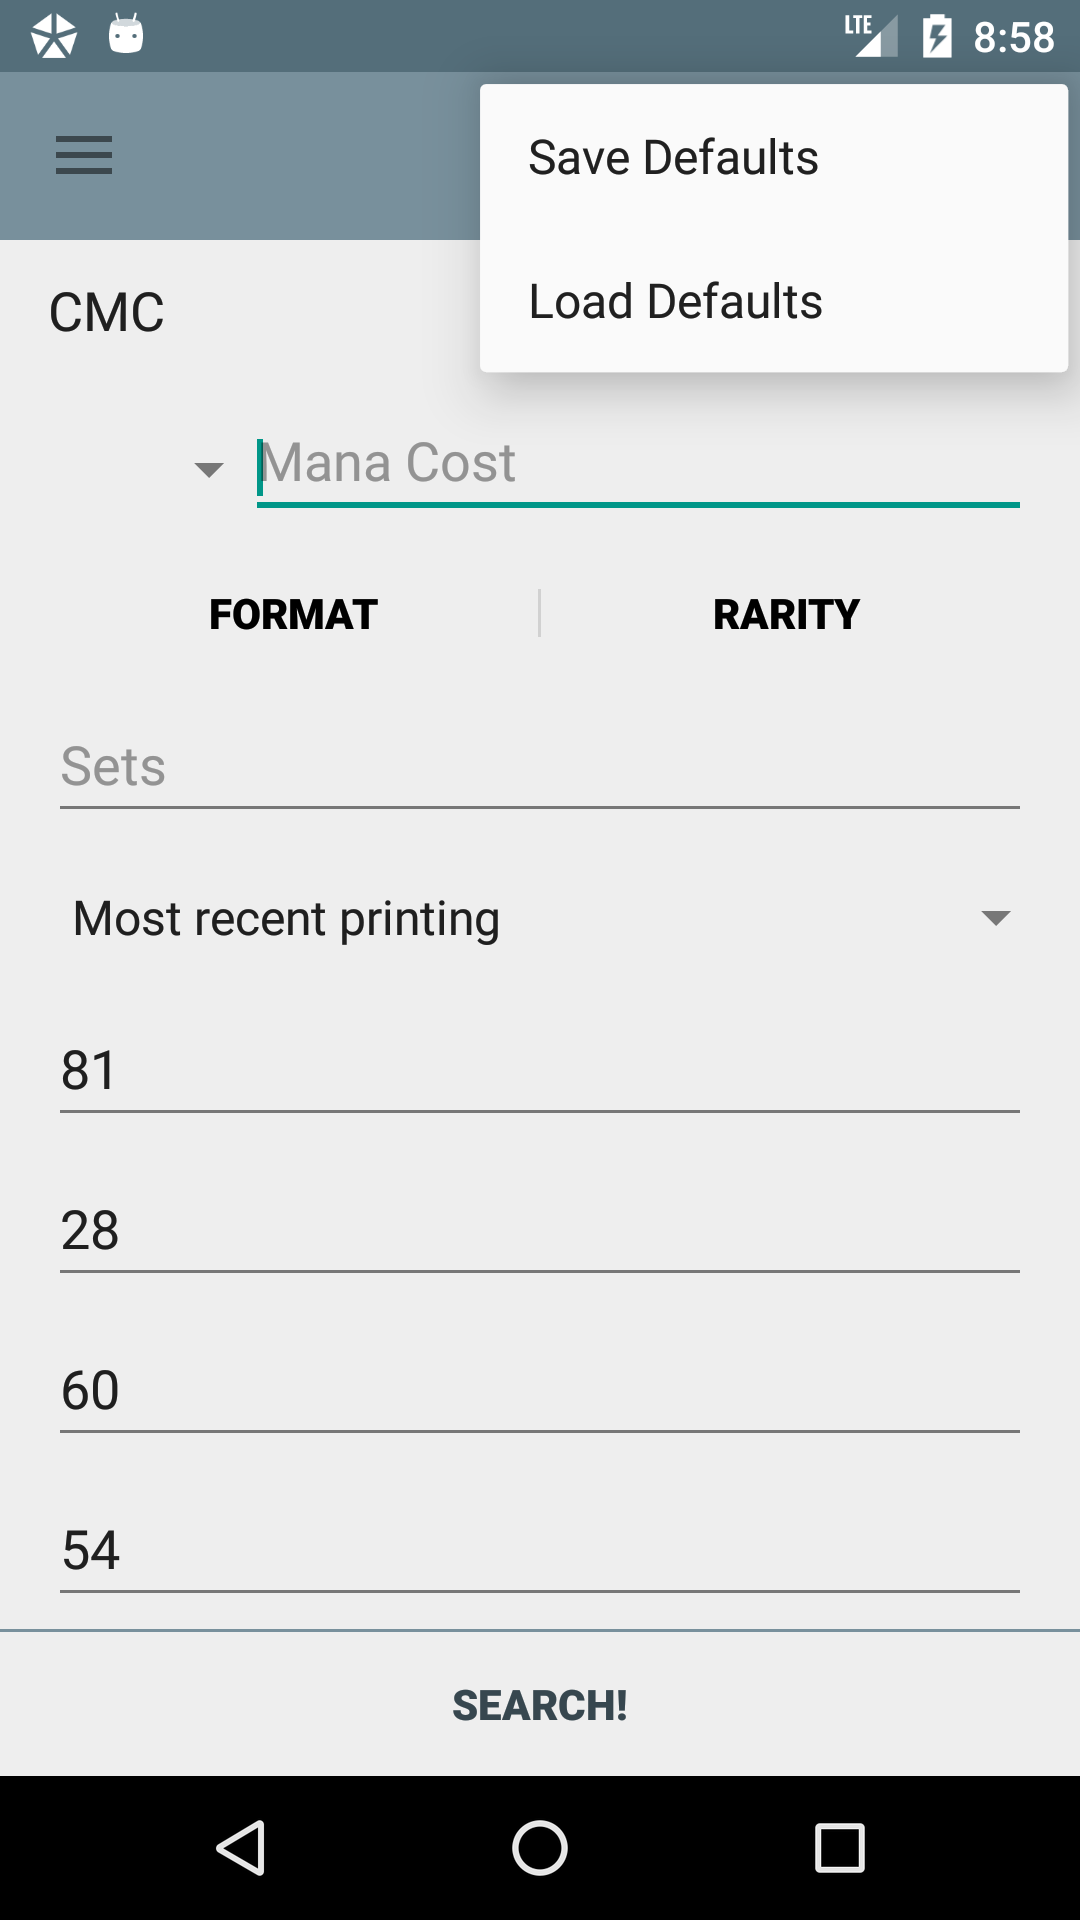 LTE 8:58
Save Defaults
Load Defaults
CMC
Mana Cost
FORMAT RARITY
Sets
Most recent printing
81
28
60
54
SEARCH!